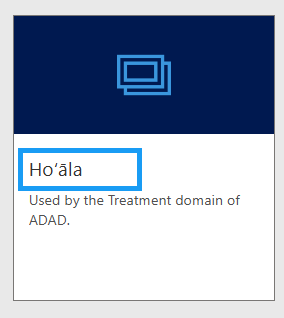 Hoʻāla
Used by the Treatment domain of
ADAD.